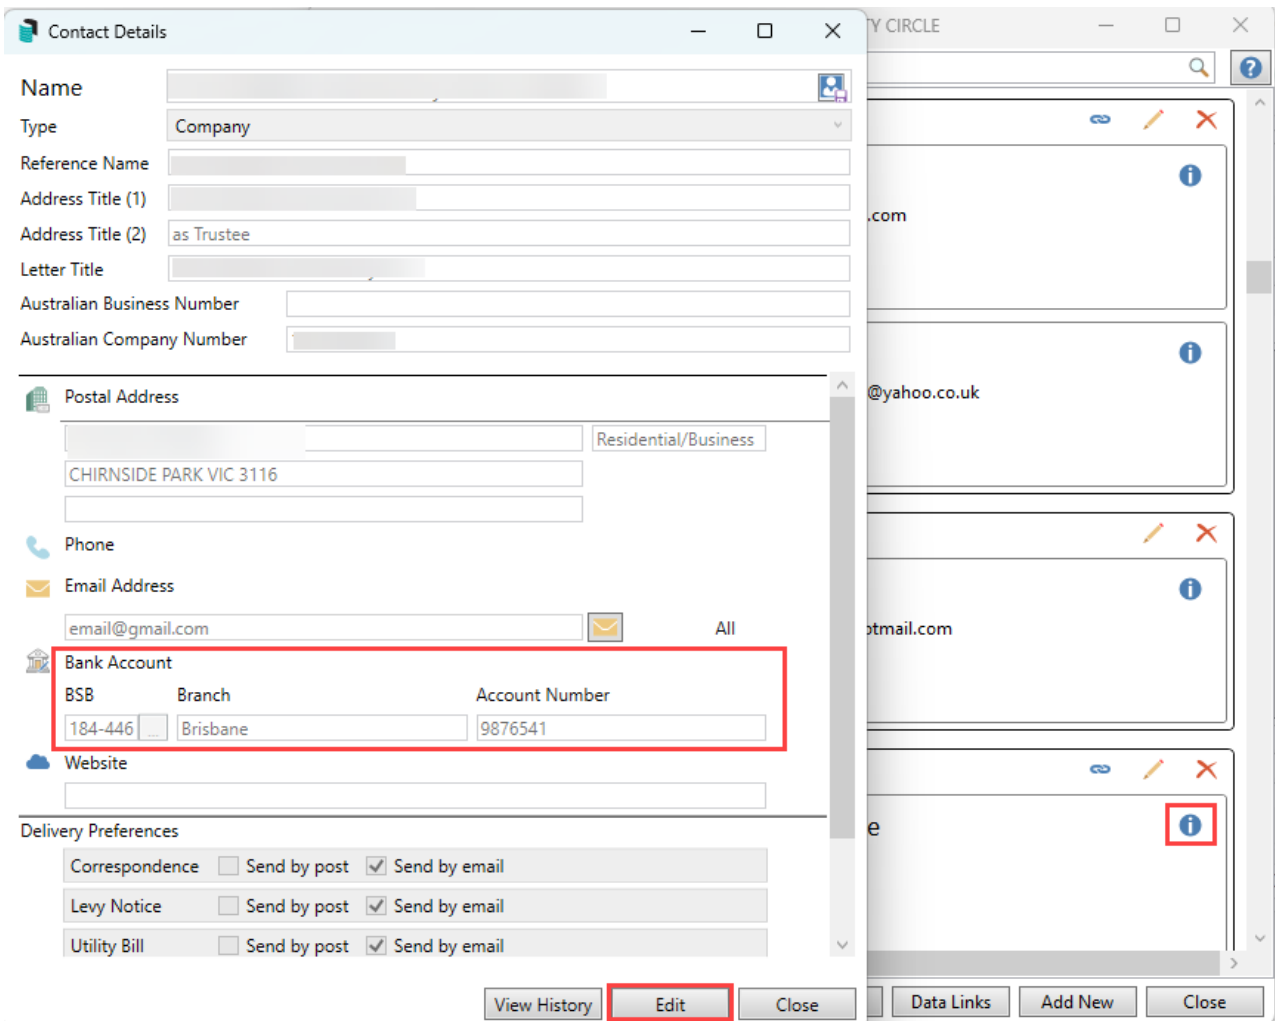 Contact Details
TY CIRCLE
Name
Type Company
Reference Name
Address Title (1)
Address Title (2) as Trustee
Letter Title
Australian Business Number
Australian Company Number
Postal Address
Residential/Business
CHIRNSIDE PARK VIC 3116
Phone
Email Address
email@gmail.com All
Bank Account
BSB Branch Account Number
184-446 ... Brisbane 9876541
Website
Delivery Preferences
Correspondence Send by post Send by email
Levy Notice Send by post Send by email
Utility Bill Send by post Send by email
View History Edit Close
.com
@yahoo.co.uk
otmail.com
e
Data Links Add New Close